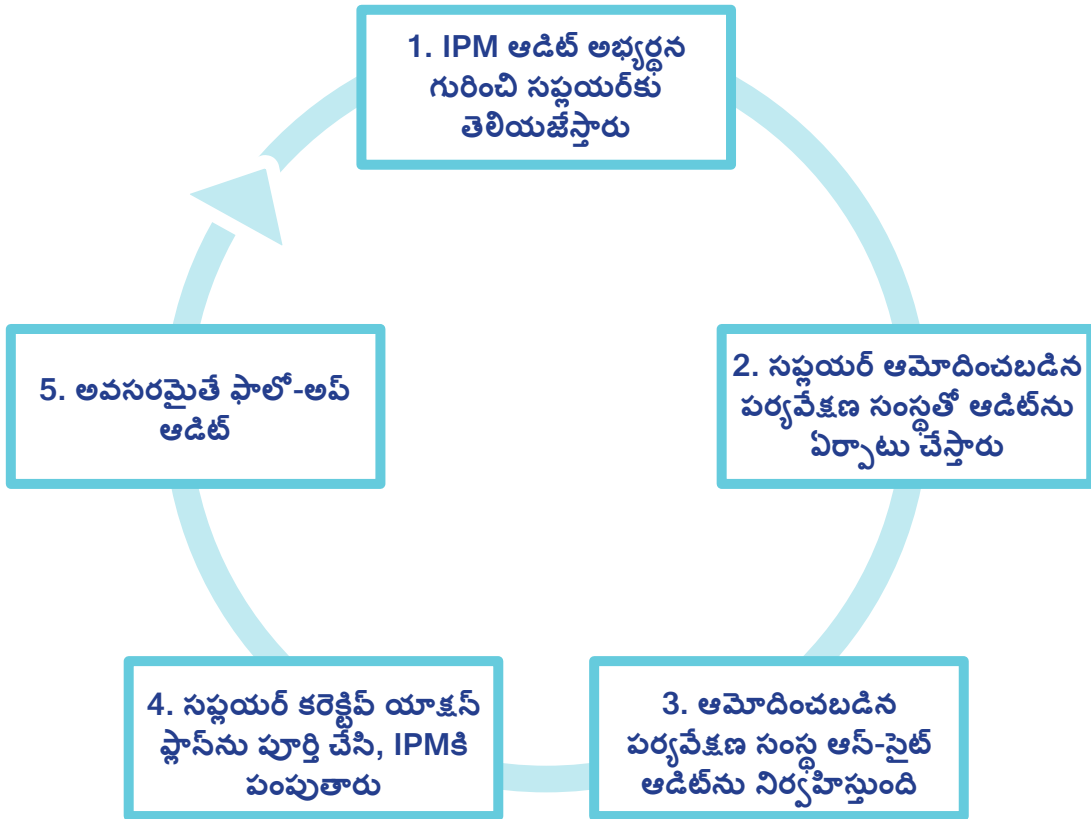 1. IPM ఆడిట్ అభ్యర్థన
గురించి సప్లయర్‌కు
తెలియజేస్తారు
2. సప్లయర్ ఆమోదించబడిన
పర్యవేక్షణ సంస్థతో ఆడిట్‌ను
ఏర్పాటు చేస్తారు
3. ఆమోదించబడిన
పర్యవేక్షణ సంస్థ ఆన్-సైట్
ఆడిట్‌ను నిర్వహిస్తుంది
4. సప్లయర్ కరెక్టివ్ యాక్షన్
ప్లాన్‌ను పూర్తి చేసి, IPMకి
పంపుతారు
5. అవసరమైతే ఫాలో-అప్
ఆడిట్